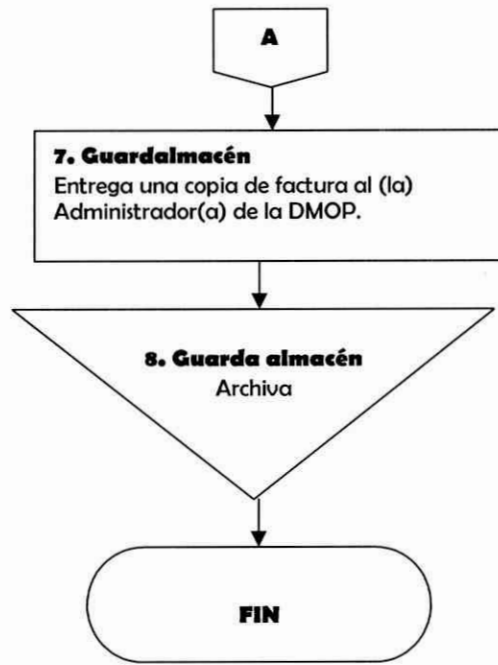 A
7. Guardalmacén
Entrega una copia de factura al (la)
Administrador(a) de la DMOP.
8. Guarda almacén
Archiva
FIN